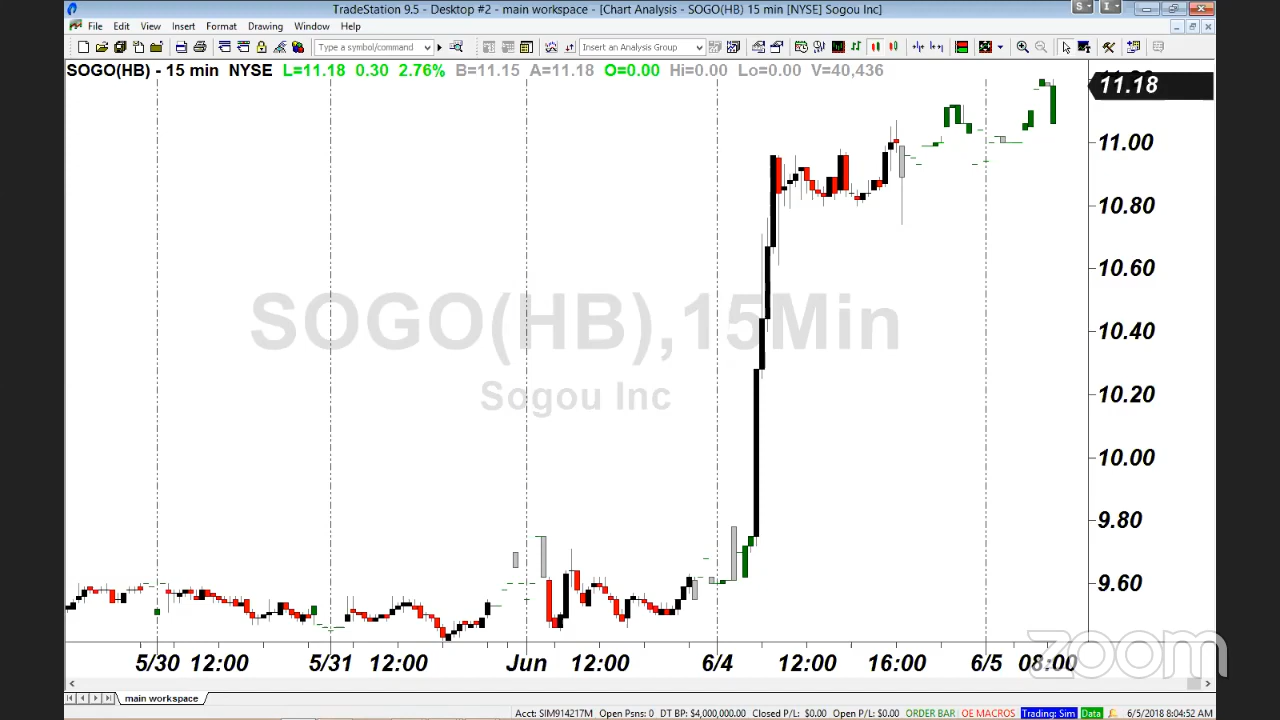 TradeStation 9.5 - Desktop #2 - main workspace - [Chart Analysis - SOGO(HB) 15 min [NYSE] Sogou Inc]
S I
File Edit View Insert Format Drawing Window Help
Type a symbol/command Insert an Analysis Group
SOGO(HB) - 15 min NYSE L=11.18 0.30 2.76% B=11.15 A=11.18 O=0.00 Hi=0.00 Lo=0.00 V=40,436
11.18
11.00
10.80
10.60
SOGO(HB),15Min
10.40
Sogou Inc
10.20
10.00
9.80
9.60
5/30 12:00 5/31 12:00 Jun 12:00 6/4 12:00 16:00 6/5 08:00
zoom
main workspace
Acct: SIM914217M Open Psns: 0 DT BP: $4,000,000.00 Closed P/L: $0.00 Open P/L: $0.00 ORDER BAR OE MACROS Trading: Sim Data 6/5/2018 8:04:52 AM